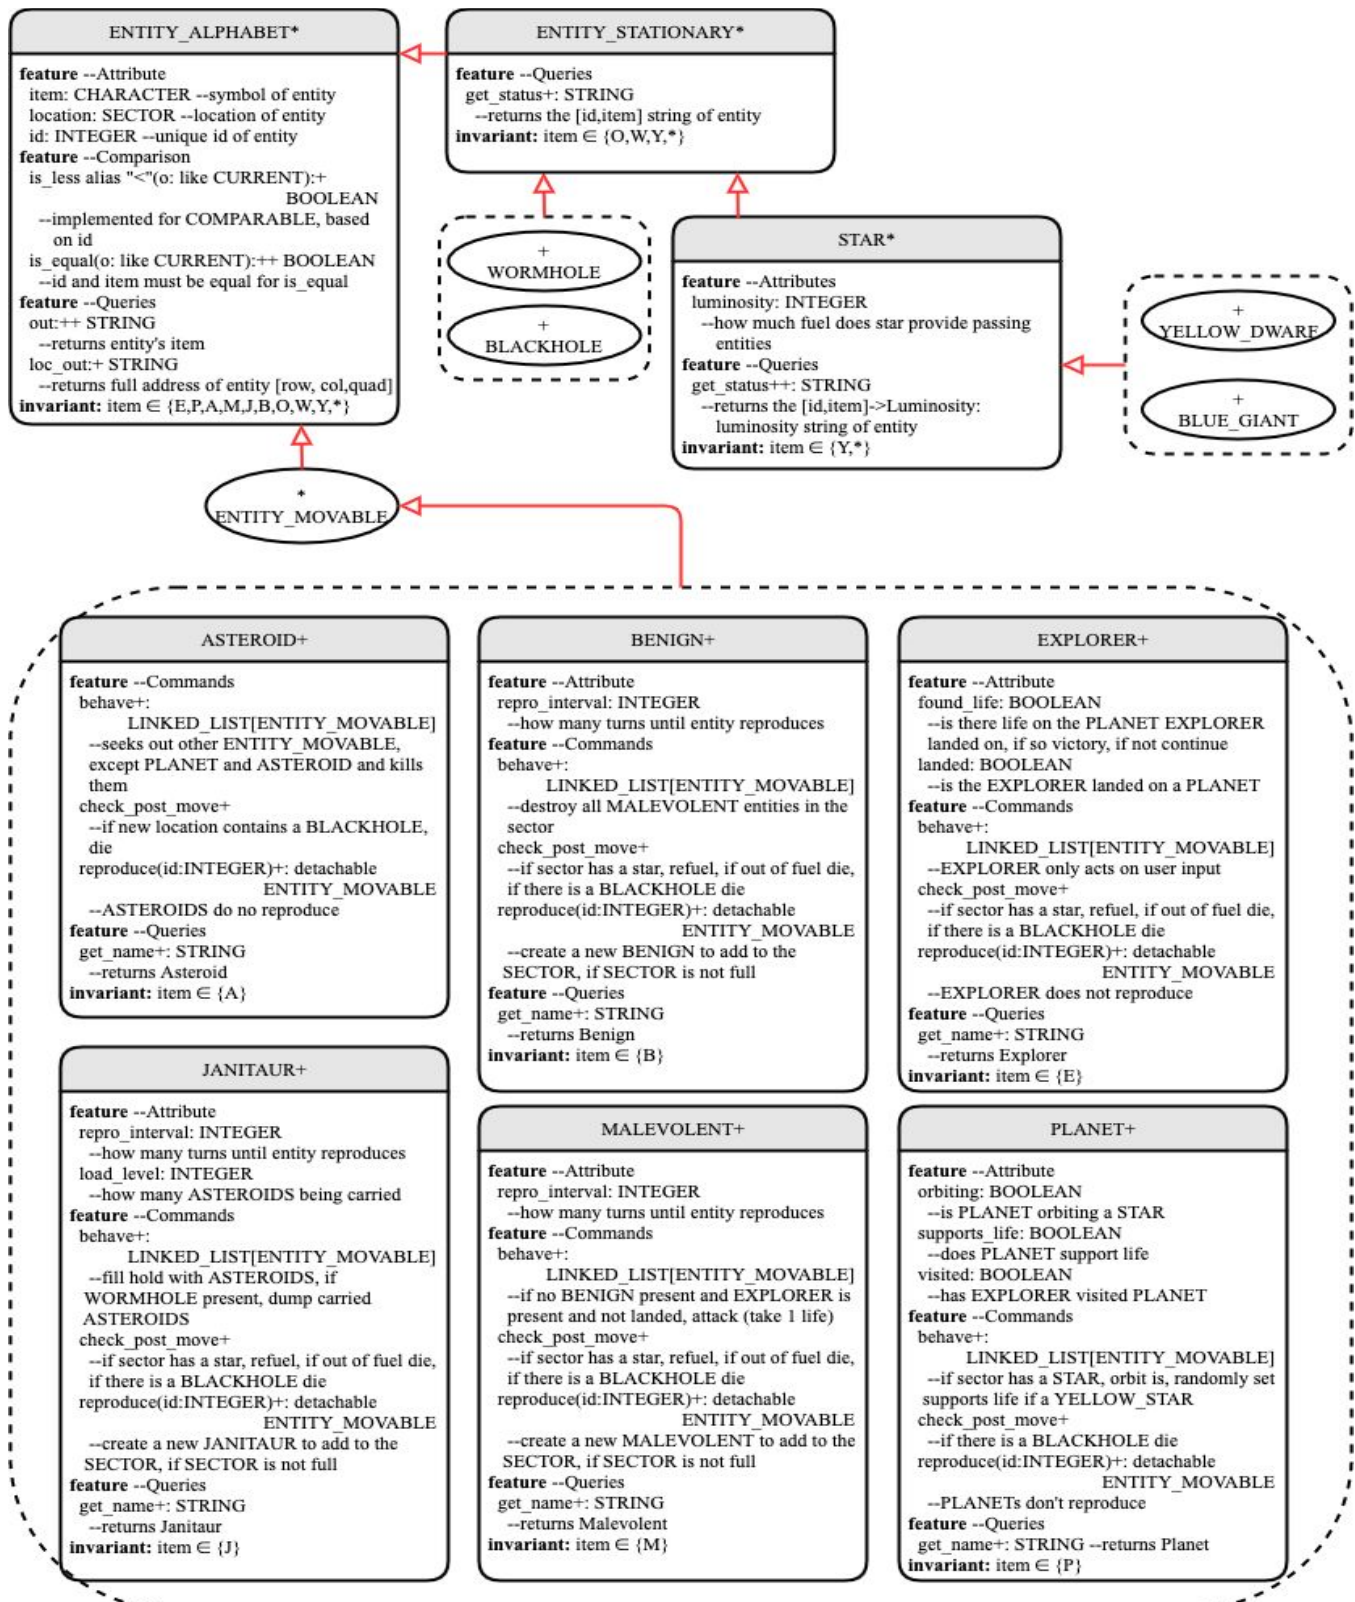 ENTITY_ALPHABET*
feature --Attribute
item: CHARACTER --symbol of entity
location: SECTOR --location of entity
id: INTEGER --unique id of entity
feature --Comparison
is_less alias "<"(o: like CURRENT):+
BOOLEAN
--implemented for COMPARABLE, based
on id
is_equal(o: like CURRENT):++ BOOLEAN
--id and item must be equal for is_equal
feature --Queries
out:++ STRING
--returns entity's item
loc_out:+ STRING
--returns full address of entity [row, col,quad]
invariant: item ∈ {E,P,A,M,J,B,O,W,Y,*}
ENTITY_STATIONARY*
feature --Queries
get_status+: STRING
--returns the [id,item] string of entity
invariant: item ∈ {O,W,Y,*}
+
WORMHOLE
+
BLACKHOLE
STAR*
feature --Attributes
luminosity: INTEGER
--how much fuel does star provide passing
entities
feature --Queries
get_status++: STRING
--returns the [id,item]->Luminosity:
luminosity string of entity
invariant: item ∈ {Y,*}
+
YELLOW_DWARF
+
BLUE_GIANT
*
ENTITY_MOVABLE
ASTEROID+
feature --Commands
behave+:
LINKED_LIST[ENTITY_MOVABLE]
--seeks out other ENTITY_MOVABLE,
except PLANET and ASTEROID and kills
them
check_post_move+
--if new location contains a BLACKHOLE,
die
reproduce(id:INTEGER)+: detachable
ENTITY_MOVABLE
--ASTEROIDS do no reproduce
feature --Queries
get_name+: STRING
--returns Asteroid
invariant: item ∈ {A}
BENIGN+
feature --Attribute
repro_interval: INTEGER
--how many turns until entity reproduces
feature --Commands
behave+:
LINKED_LIST[ENTITY_MOVABLE]
--destroy all MALEVOLENT entities in the
sector
check_post_move+
--if sector has a star, refuel, if out of fuel die,
if there is a BLACKHOLE die
reproduce(id:INTEGER)+: detachable
ENTITY_MOVABLE
--create a new BENIGN to add to the
SECTOR, if SECTOR is not full
feature --Queries
get_name+: STRING
--returns Benign
invariant: item ∈ {B}
EXPLORER+
feature --Attribute
found_life: BOOLEAN
--is there life on the PLANET EXPLORER
landed on, if so victory, if not continue
landed: BOOLEAN
--is the EXPLORER landed on a PLANET
feature --Commands
behave+:
LINKED_LIST[ENTITY_MOVABLE]
--EXPLORER only acts on user input
check_post_move+
--if sector has a star, refuel, if out of fuel die,
if there is a BLACKHOLE die
reproduce(id:INTEGER)+: detachable
ENTITY_MOVABLE
--EXPLORER does not reproduce
feature --Queries
get_name+: STRING
--returns Explorer
invariant: item ∈ {E}
JANITAUR+
feature --Attribute
repro_interval: INTEGER
--how many turns until entity reproduces
load_level: INTEGER
--how many ASTEROIDS being carried
feature --Commands
behave+:
LINKED_LIST[ENTITY_MOVABLE]
--fill hold with ASTEROIDS, if
WORMHOLE present, dump carried
ASTEROIDS
check_post_move+
--if sector has a star, refuel, if out of fuel die,
if there is a BLACKHOLE die
reproduce(id:INTEGER)+: detachable
ENTITY_MOVABLE
--create a new JANITAUR to add to the
SECTOR, if SECTOR is not full
feature --Queries
get_name+: STRING
--returns Janitaur
invariant: item ∈ {J}
MALEVOLENT+
feature --Attribute
repro_interval: INTEGER
--how many turns until entity reproduces
feature --Commands
behave+:
LINKED_LIST[ENTITY_MOVABLE]
--if no BENIGN present and EXPLORER is
present and not landed, attack (take 1 life)
check_post_move+
--if sector has a star, refuel, if out of fuel die,
if there is a BLACKHOLE die
reproduce(id:INTEGER)+: detachable
ENTITY_MOVABLE
--create a new MALEVOLENT to add to the
SECTOR, if SECTOR is not full
feature --Queries
get_name+: STRING
--returns Malevolent
invariant: item ∈ {M}
PLANET+
feature --Attribute
orbiting: BOOLEAN
--is PLANET orbiting a STAR
supports_life: BOOLEAN
--does PLANET support life
visited: BOOLEAN
--has EXPLORER visited PLANET
feature --Commands
behave+:
LINKED_LIST[ENTITY_MOVABLE]
--if sector has a STAR, orbit is, randomly set
supports life if a YELLOW_STAR
check_post_move+
--if there is a BLACKHOLE die
reproduce(id:INTEGER)+: detachable
ENTITY_MOVABLE
--PLANETs don't reproduce
feature --Queries
get_name+: STRING --returns Planet
invariant: item ∈ {P}